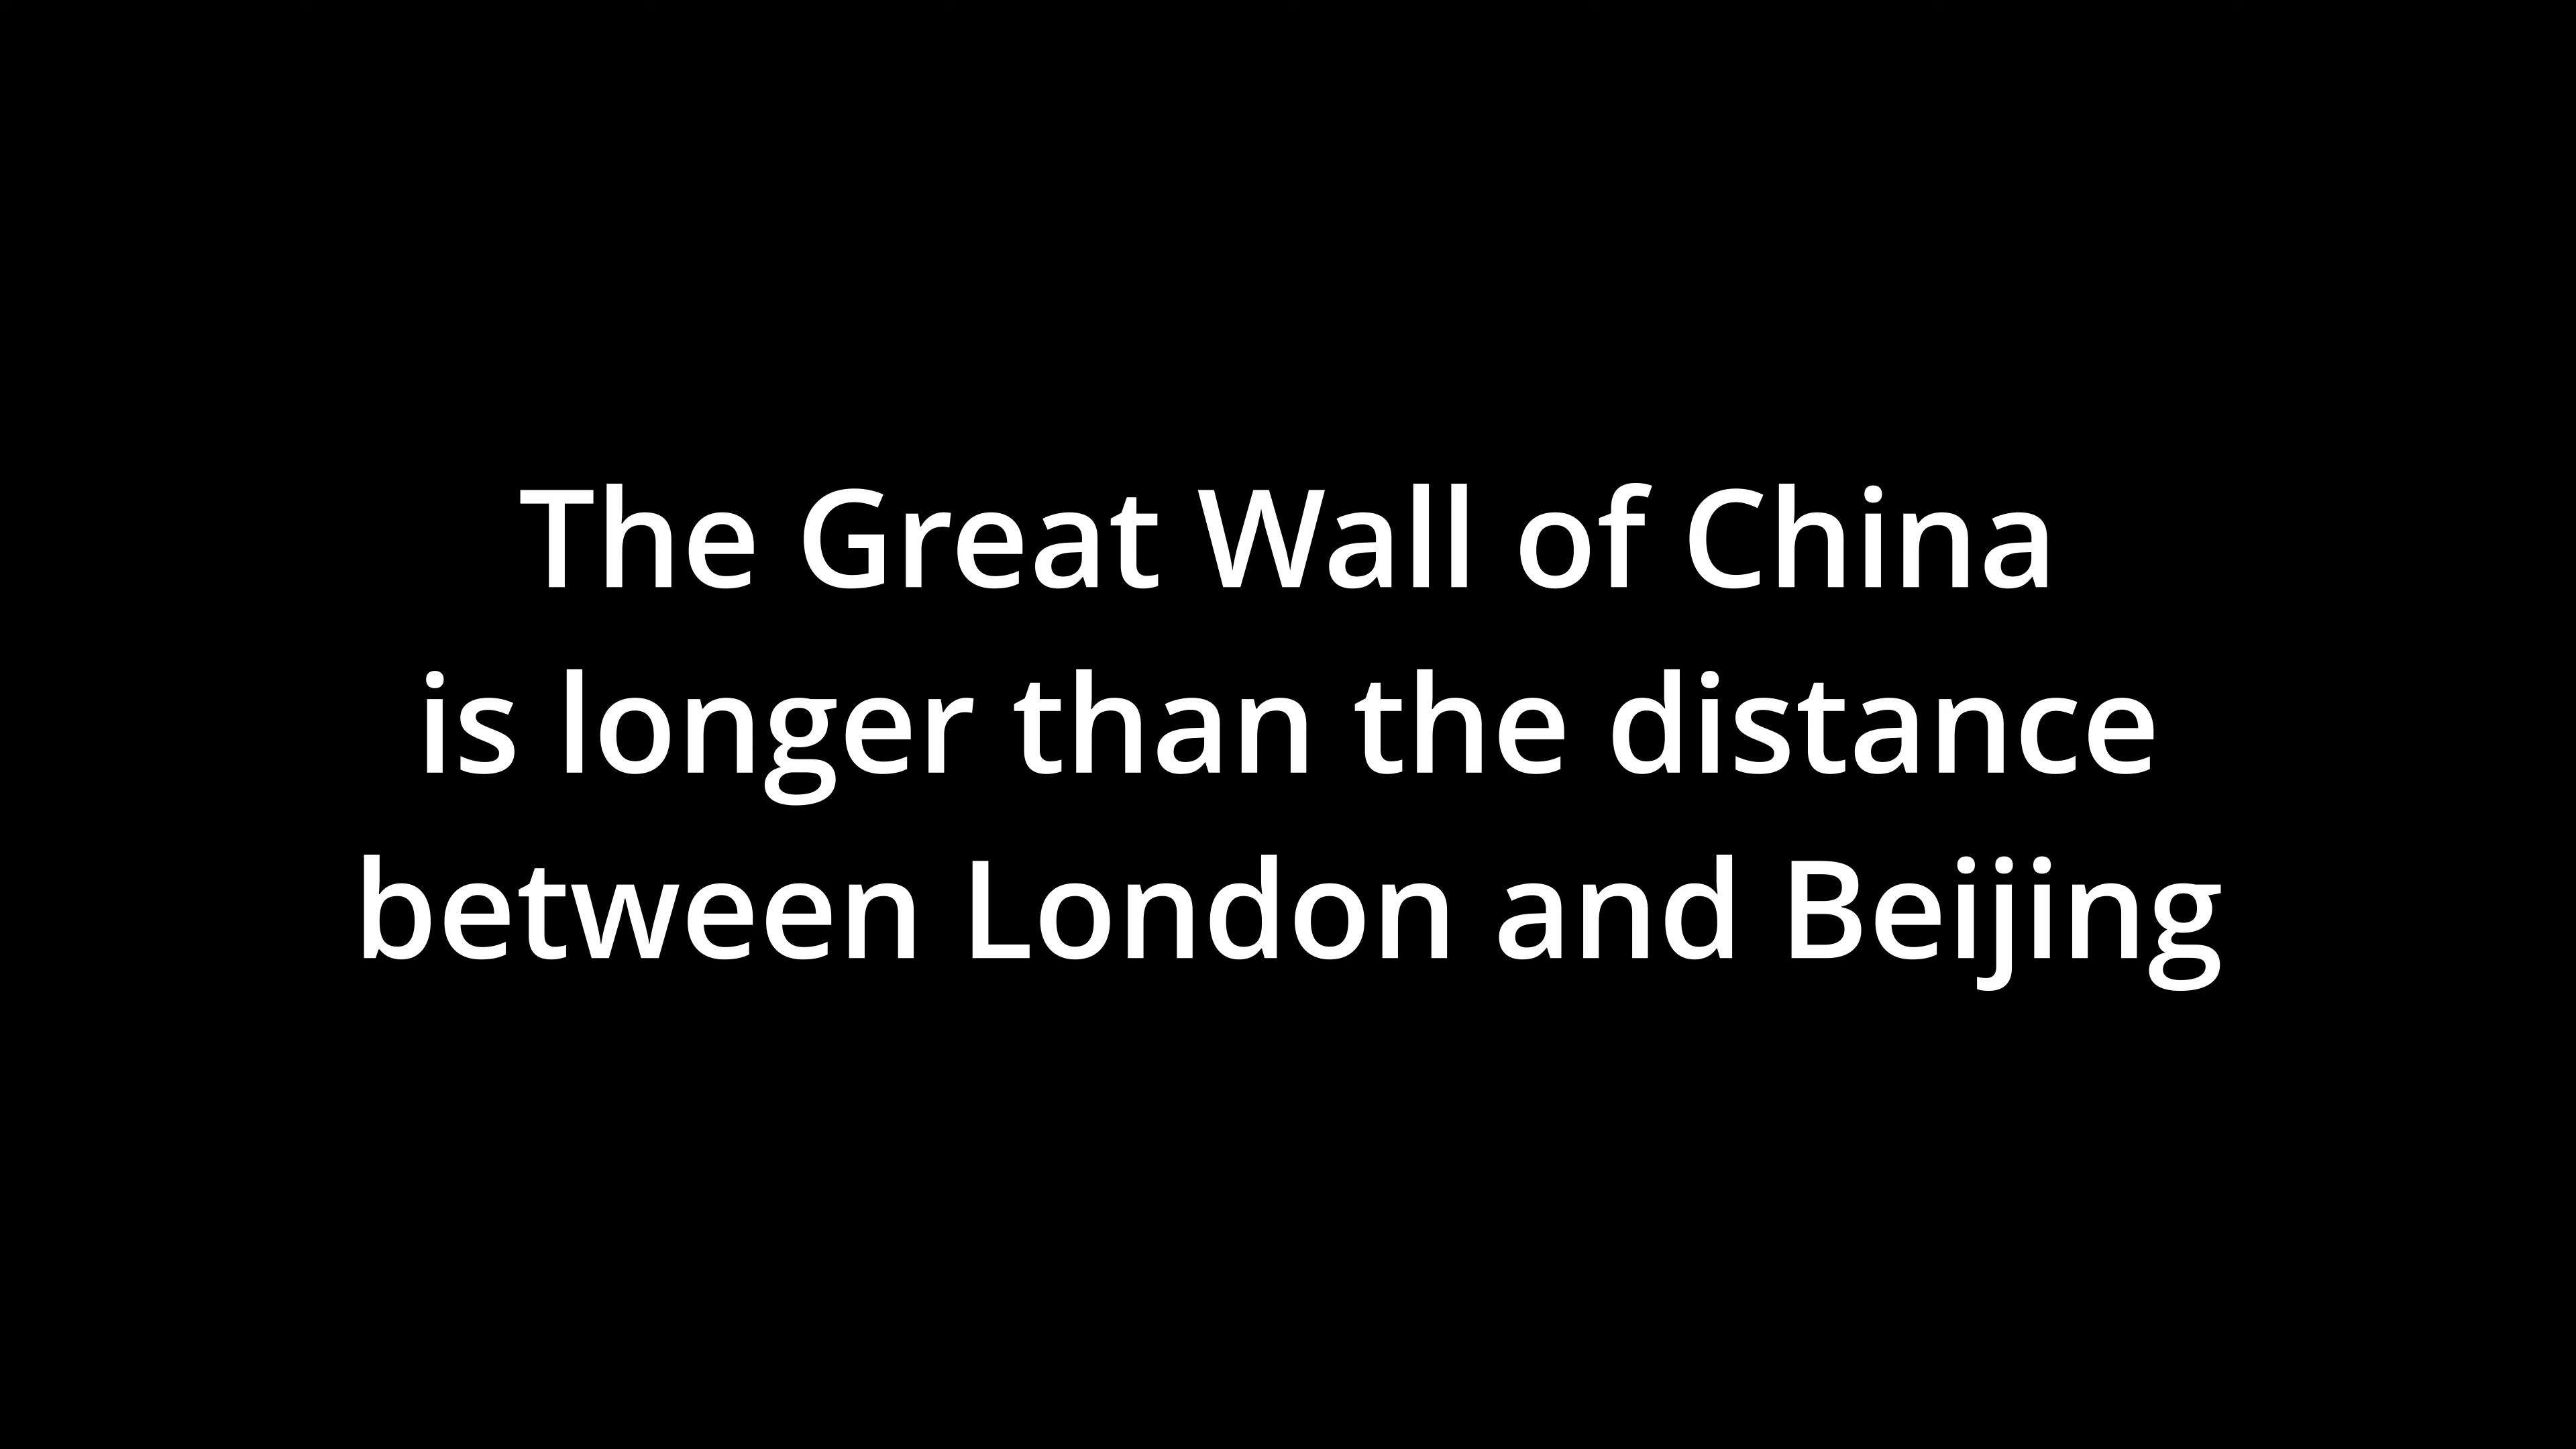 The Great Wall of China
is longer than the distance
between London and Beijing